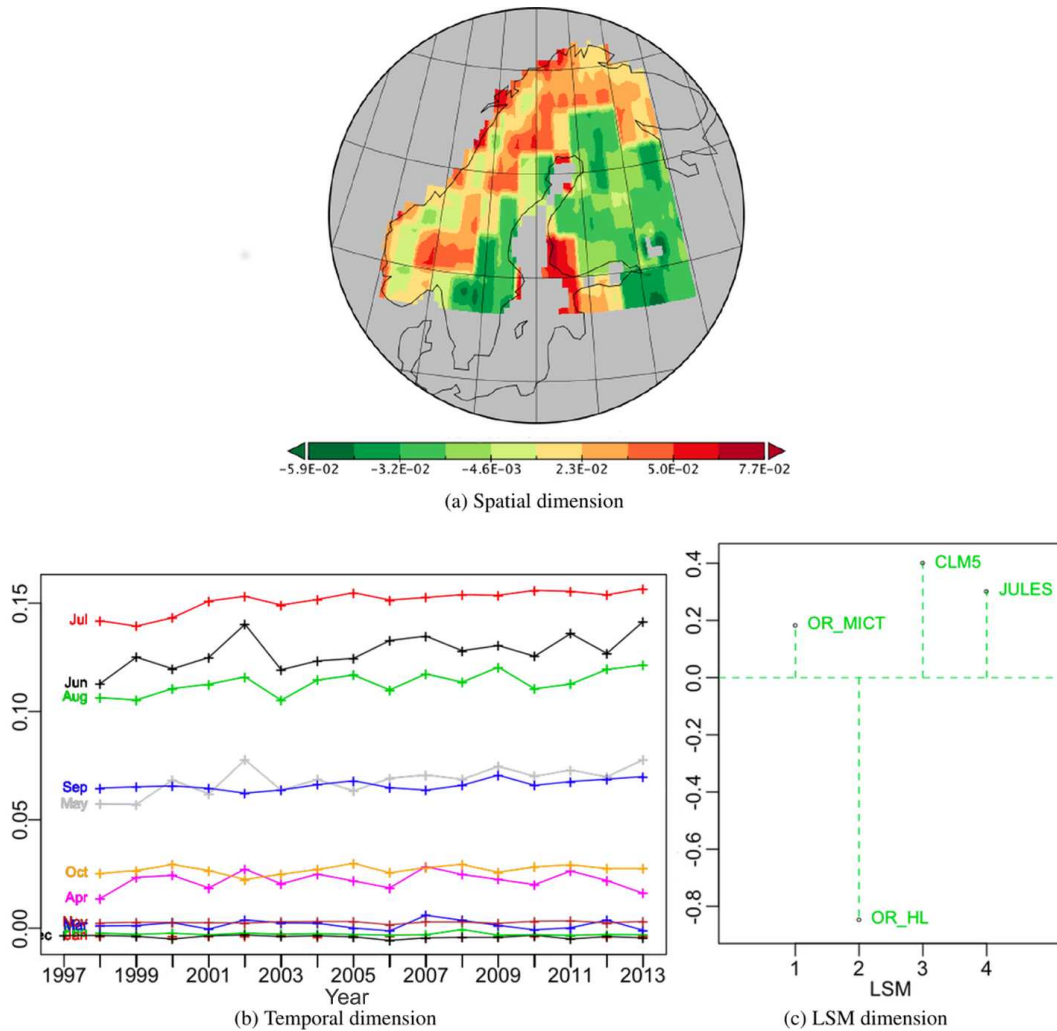 -5.9E-02 -3.2E-02 -4.6E-03 2.3E-02 5.0E-02 7.7E-02
(a) Spatial dimension
0.15
0.10
0.05
0.00
Jul
Jun
Aug
Sep
May
Oct
Apr
Nov
Mar
Jan
1997 1999 2001 2003 2005 2007 2009 2011 2013
Year
(b) Temporal dimension
0.4
0.2
0.0
-0.2
-0.4
-0.6
-0.8
CLM5
JULES
OR_MICT
OR_HL
1 2 3 4
LSM
(c) LSM dimension